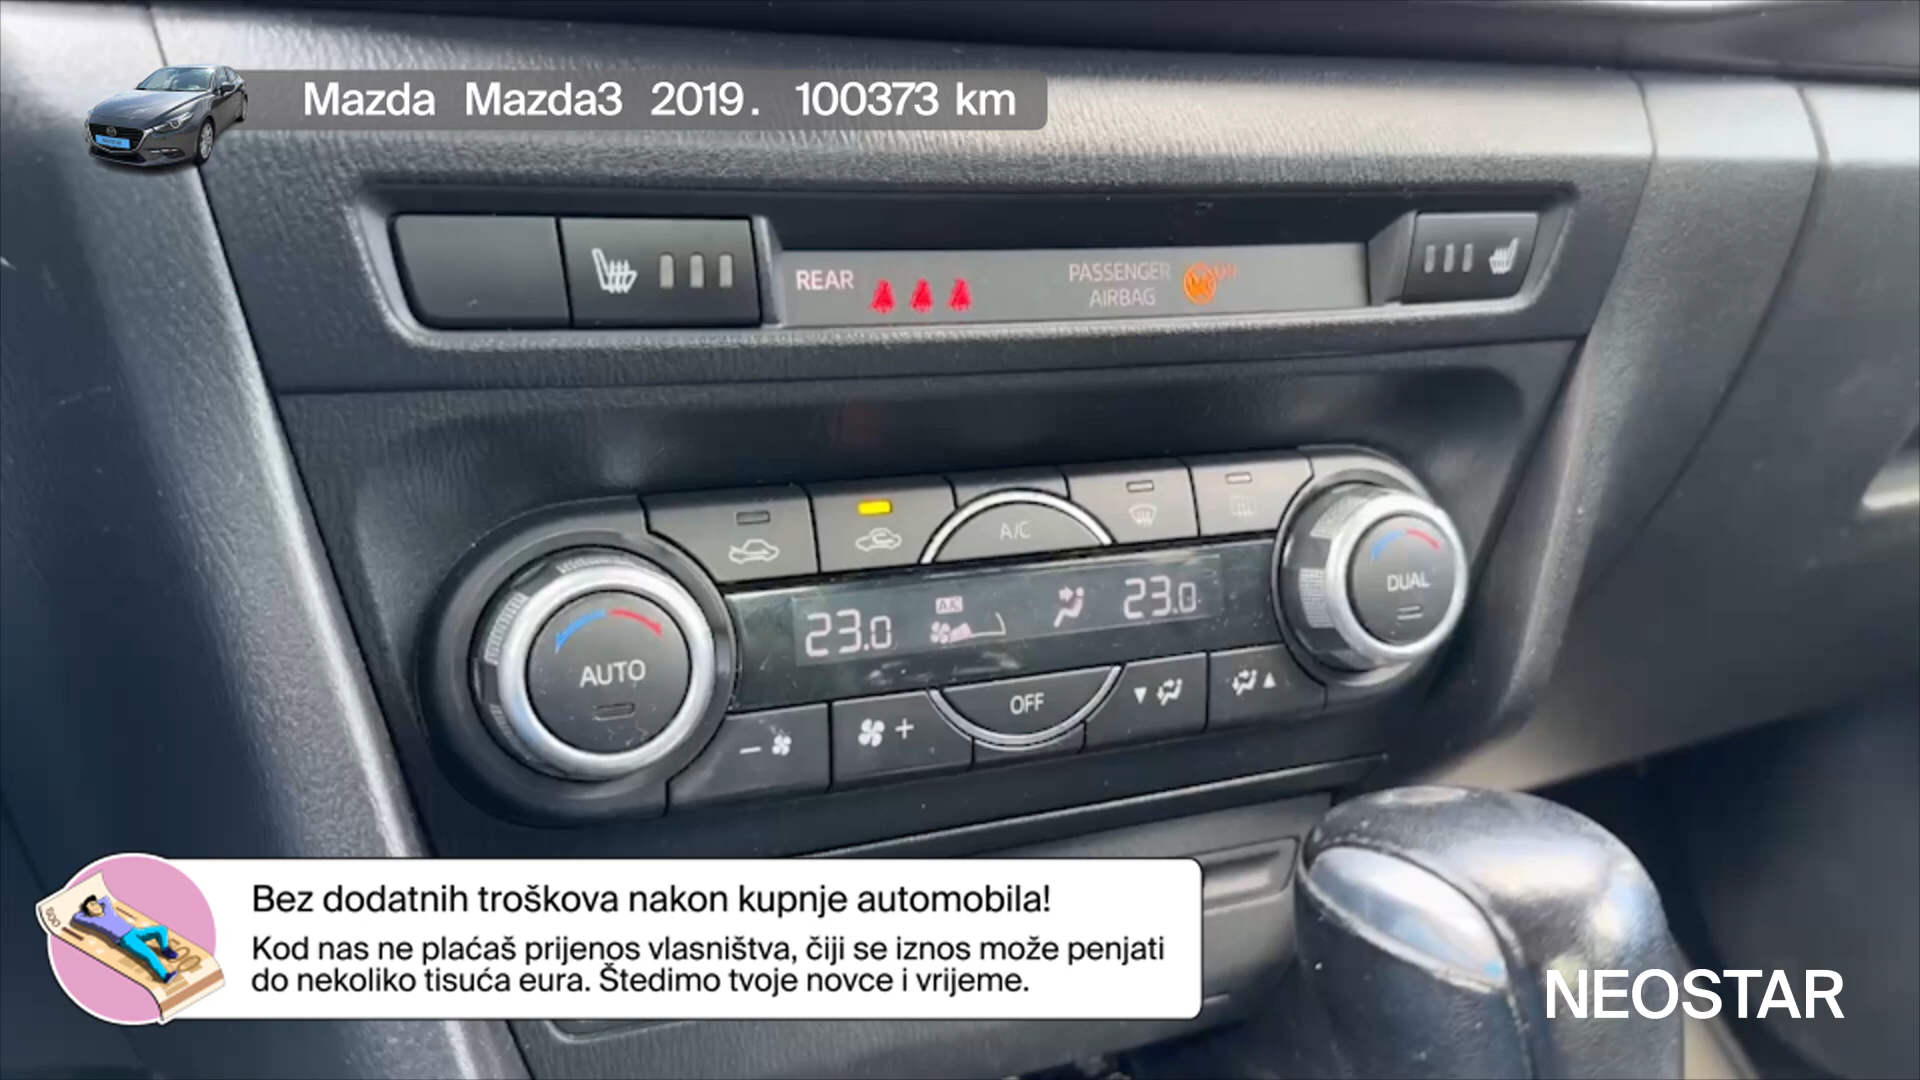 Mazda Mazda3 2019. 100373 km
REAR
PASSENGER
AIRBAG
A/C
23.0
A/C
23.0
DUAL
AUTO
OFF
Bez dodatnih troškova nakon kupnje automobila!
Kod nas ne plaćaš prijenos vlasništva, čiji se iznos može penjati
do nekoliko tisuća eura. Štedimo tvoje novce i vrijeme.
NEOSTAR